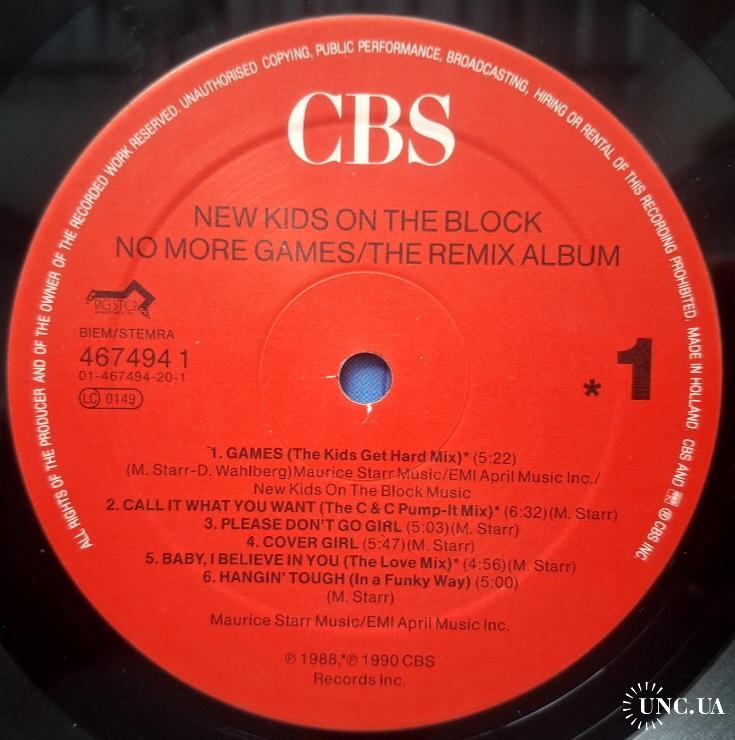 ALL RIGHTS OF THE PRODUCER AND OF THE OWNER OF THE RECORDED WORK RESERVED. UNAUTHORISED COPYING, PUBLIC PERFORMANCE, BROADCASTING, HIRING OR RENTAL OF THIS RECORDING PROHIBITED. MADE IN HOLLAND. CBS AND ℗ CBS INC.
CBS
NEW KIDS ON THE BLOCK
NO MORE GAMES/THE REMIX ALBUM
BIEM/STEMRA
467494 1
01-467494-20-1
LC 0149
* 1
1. GAMES (The Kids Get Hard Mix)* (5:22)
(M. Starr-D. Wahlberg)Maurice Starr Music/EMI April Music Inc./
New Kids On The Block Music
2. CALL IT WHAT YOU WANT (The C & C Pump-It Mix)* (6:32)(M. Starr)
3. PLEASE DON'T GO GIRL (5:03)(M. Starr)
4. COVER GIRL (5:47)(M. Starr)
5. BABY, I BELIEVE IN YOU (The Love Mix)* (4:56)(M. Starr)
6. HANGIN' TOUGH (In a Funky Way) (5:00)
(M. Starr)
Maurice Starr Music/EMI April Music Inc.
℗ 1988,*℗ 1990 CBS
Records Inc.
UNC.UA